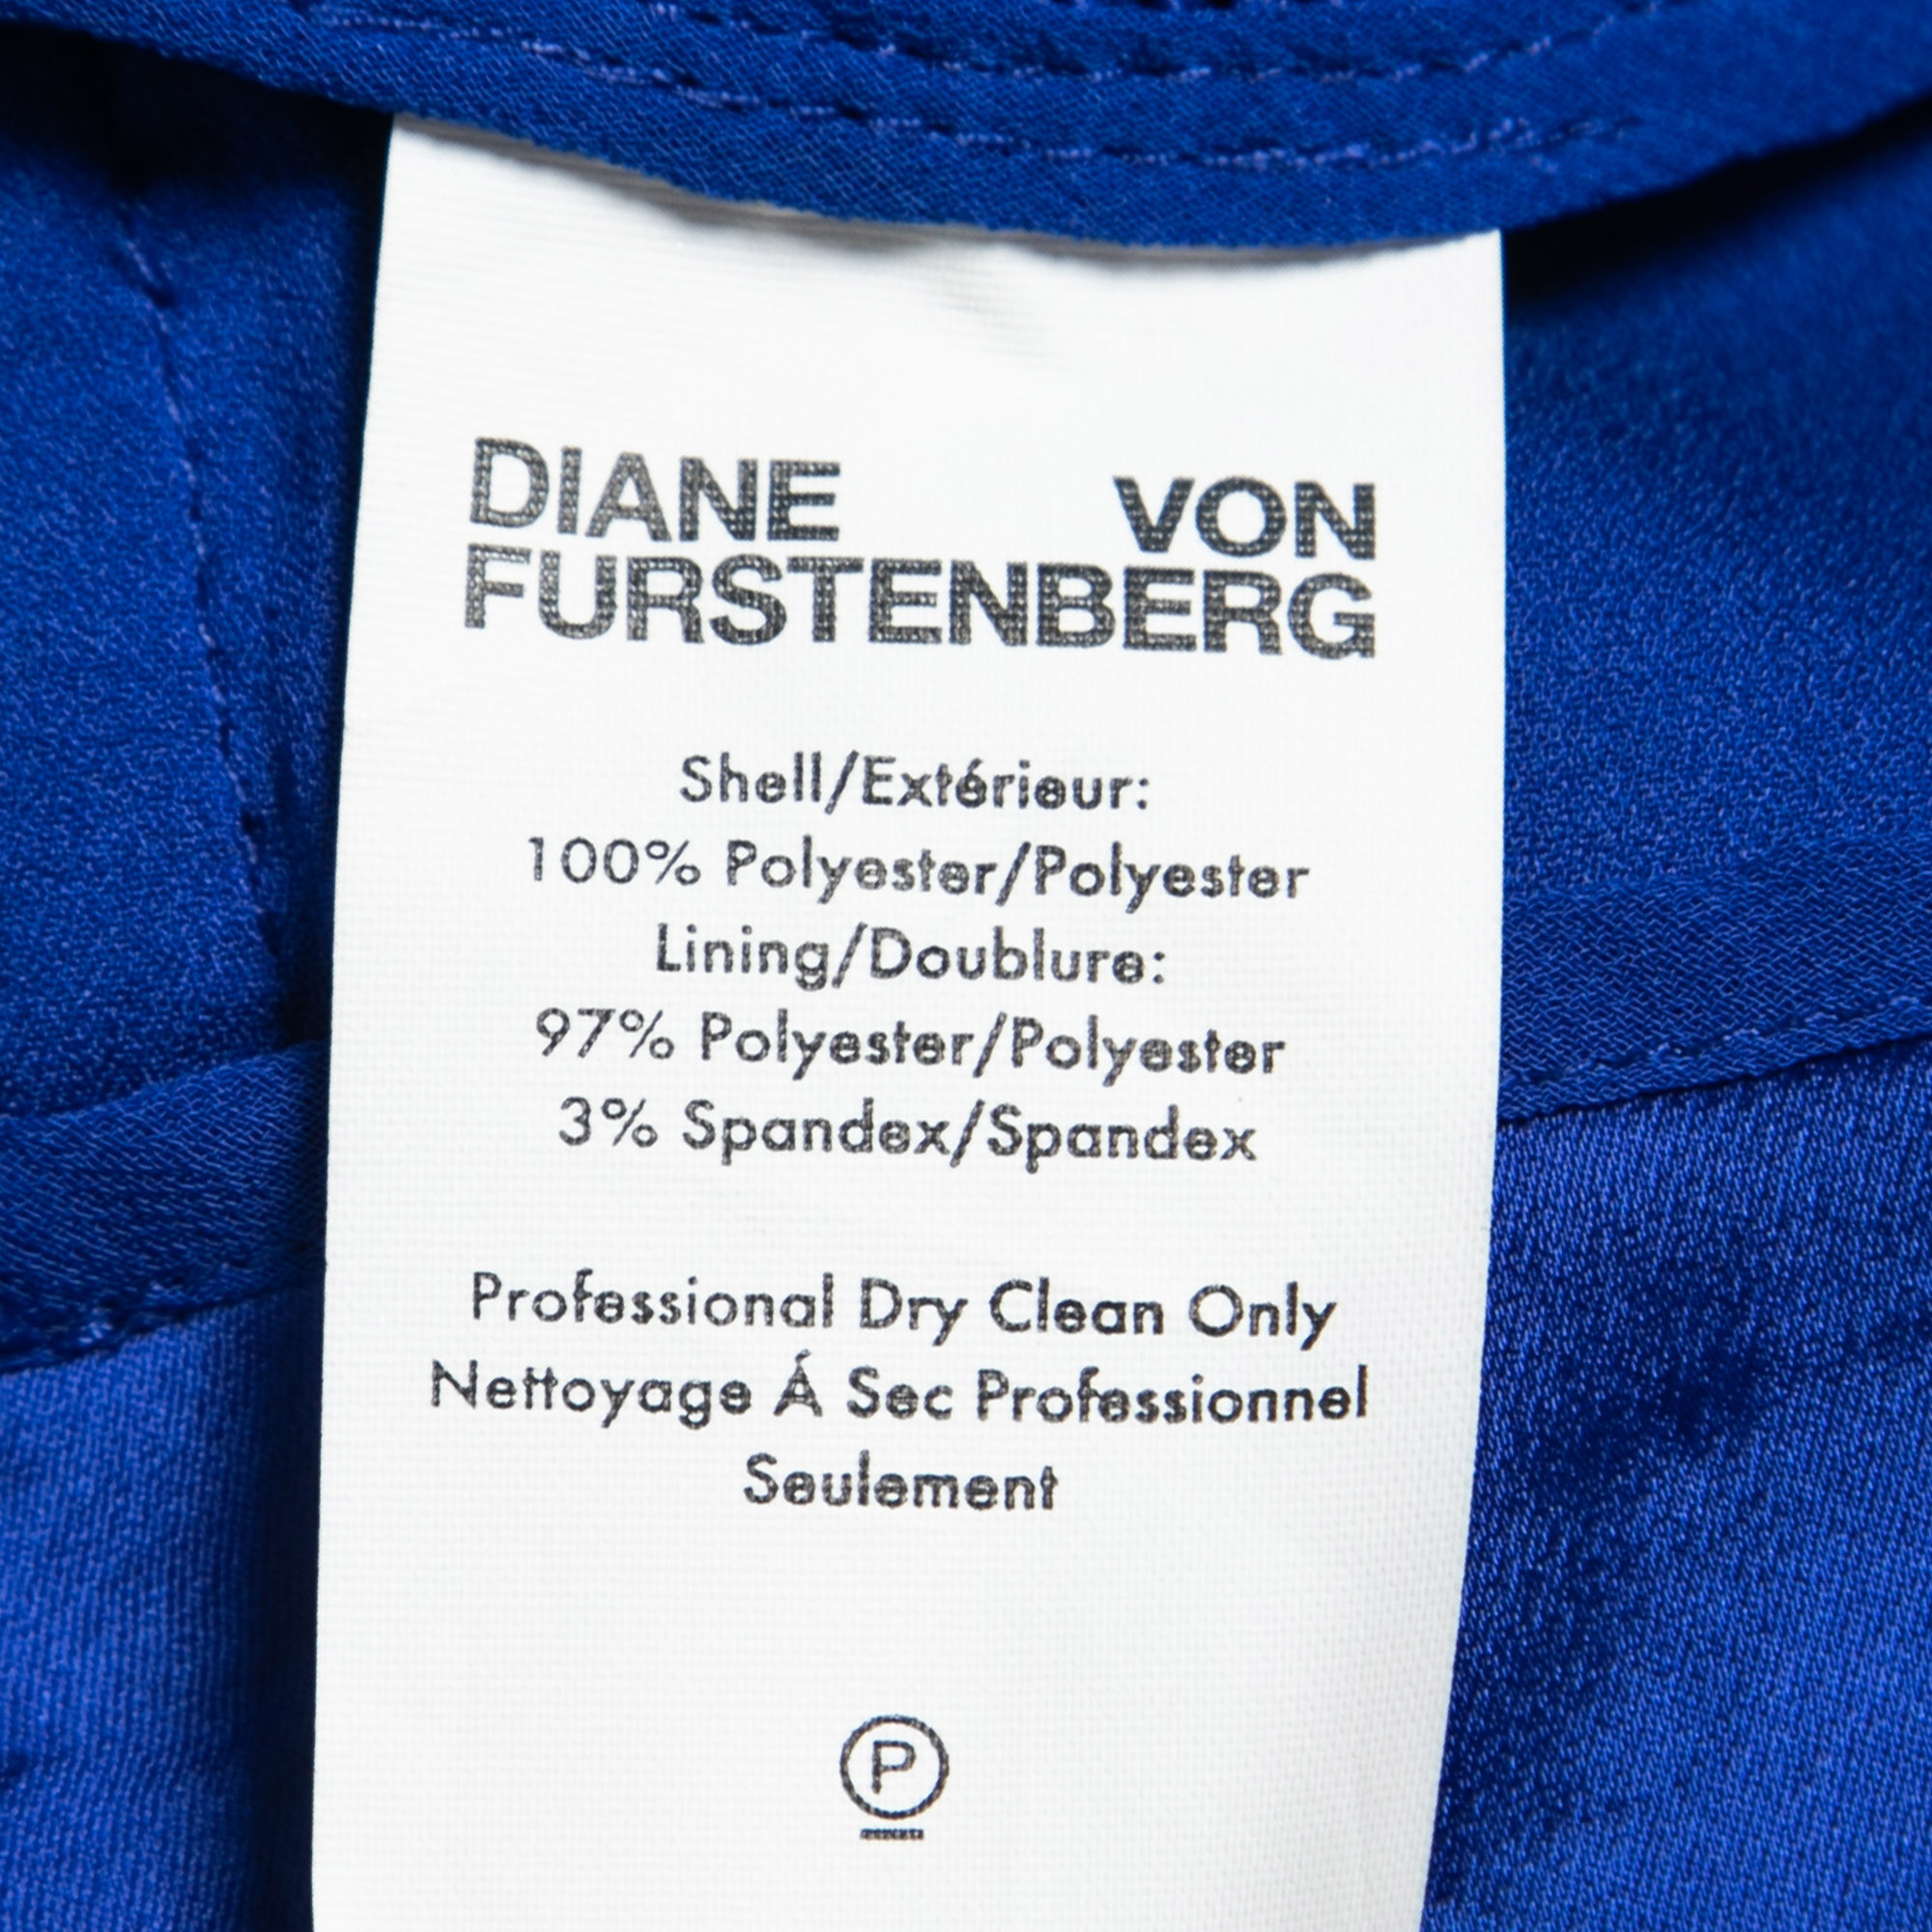 DIANE VON
FURSTENBERG
Shell/Extérieur:
100% Polyester/Polyester
Lining/Doublure:
97% Polyester/Polyester
3% Spandex/Spandex
Professional Dry Clean Only
Nettoyage Á Sec Professionnel
Seulement
P